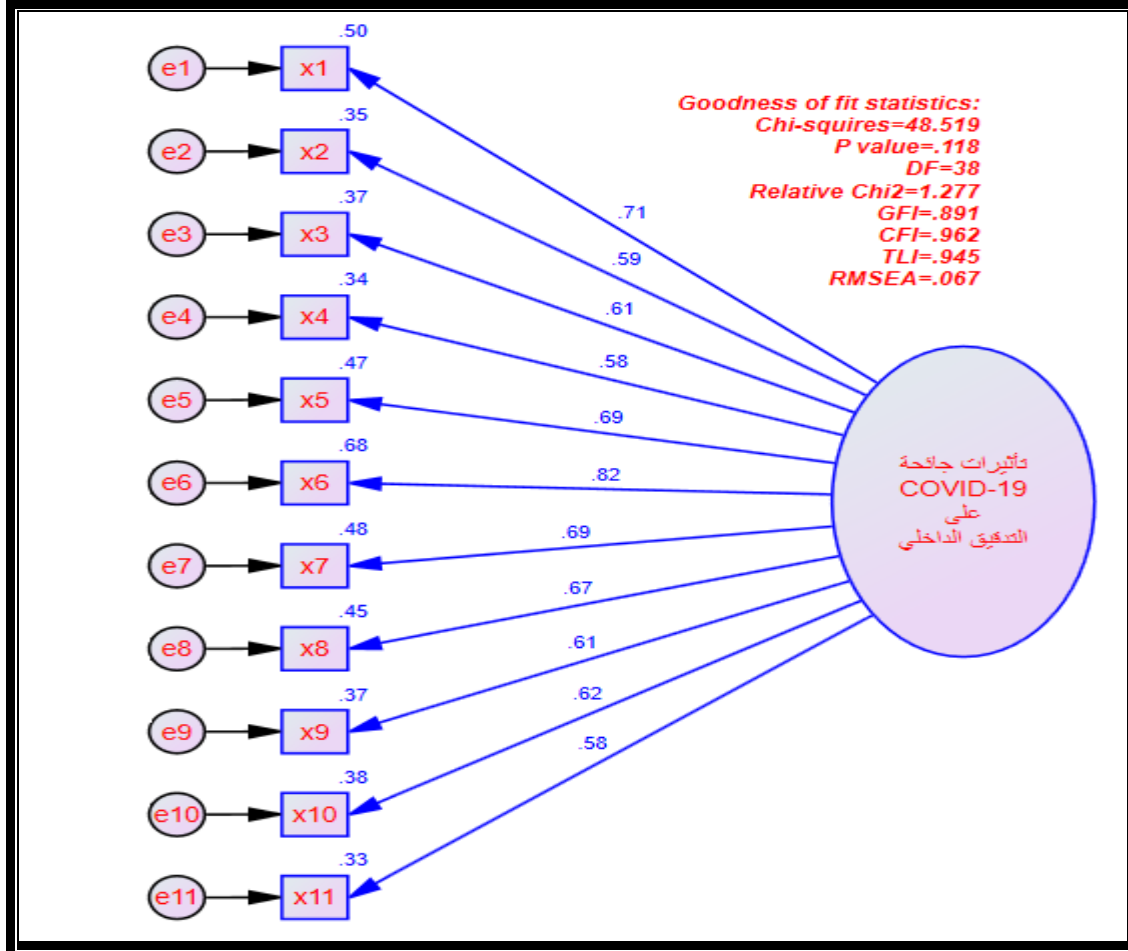 .50
e1 x1
.35
e2 x2
.37
e3 x3
.34
e4 x4
.47
e5 x5
.68
e6 x6
.48
e7 x7
.45
e8 x8
.37
e9 x9
.38
e10 x10
.33
e11 x11
.71
.59
.61
.58
.69
.82
.69
.67
.61
.62
.58
Goodness of fit statistics:
Chi-squires=48.519
P value=.118
DF=38
Relative Chi2=1.277
GFI=.891
CFI=.962
TLI=.945
RMSEA=.067
تأثيرات جائحة
COVID-19
على
التدقيق الداخلي